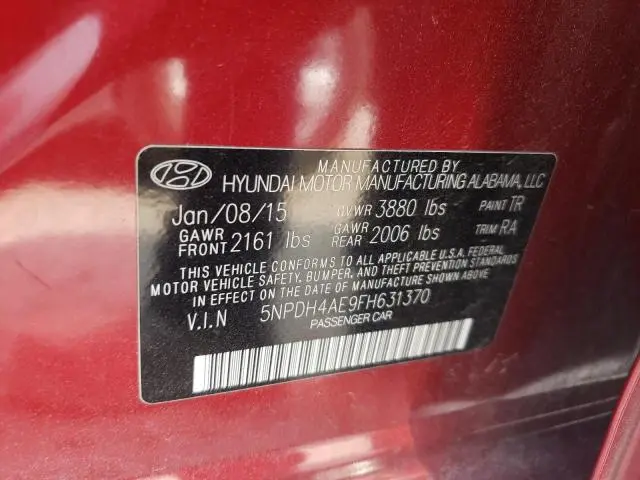 MANUFACTURED BY
HYUNDAI MOTOR MANUFACTURING ALABAMA, LLC
Jan/08/15 GVWR 3880 lbs PAINT TR
GAWR FRONT 2161 lbs GAWR REAR 2006 lbs TRIM RA
THIS VEHICLE CONFORMS TO ALL APPLICABLE U.S.A. FEDERAL
MOTOR VEHICLE SAFETY, BUMPER, AND THEFT PREVENTION STANDARDS
IN EFFECT ON THE DATE OF MANUFACTURE SHOWN ABOVE.
V.I.N 5NPDH4AE9FH631370
PASSENGER CAR